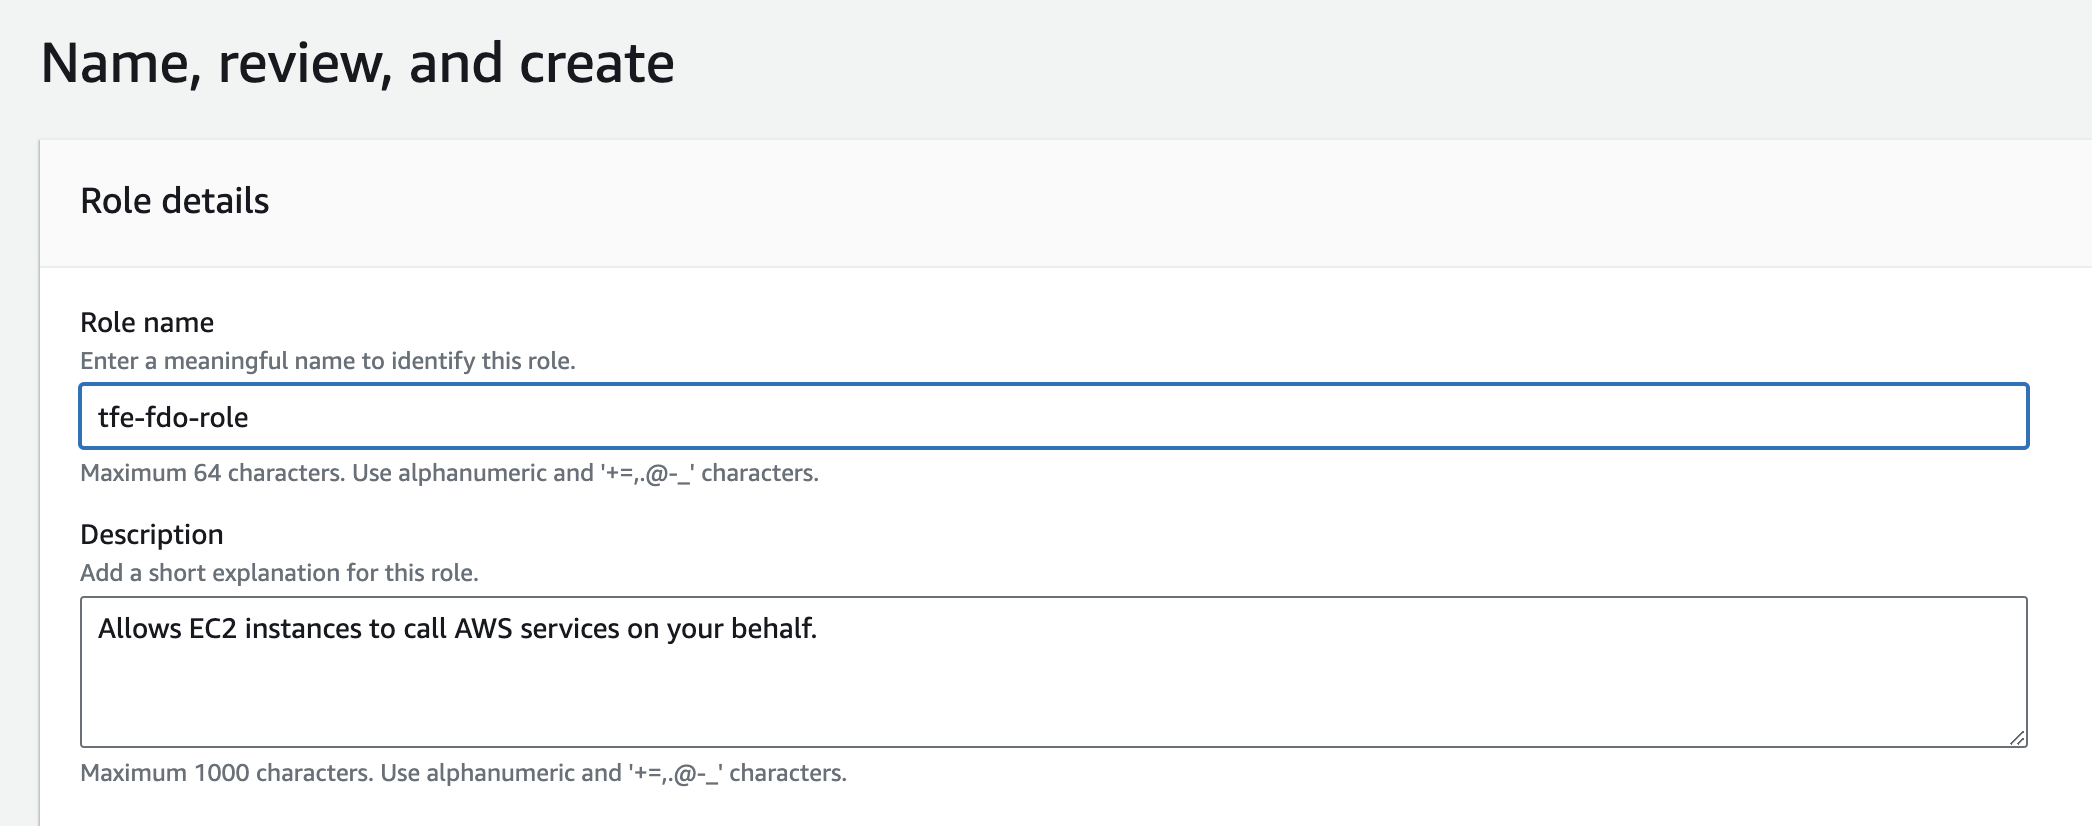 Name, review, and create
Role details
Role name
Enter a meaningful name to identify this role.
tfe-fdo-role
Maximum 64 characters. Use alphanumeric and '+=,.@-_' characters.
Description
Add a short explanation for this role.
Allows EC2 instances to call AWS services on your behalf.
Maximum 1000 characters. Use alphanumeric and '+=,.@-_' characters.